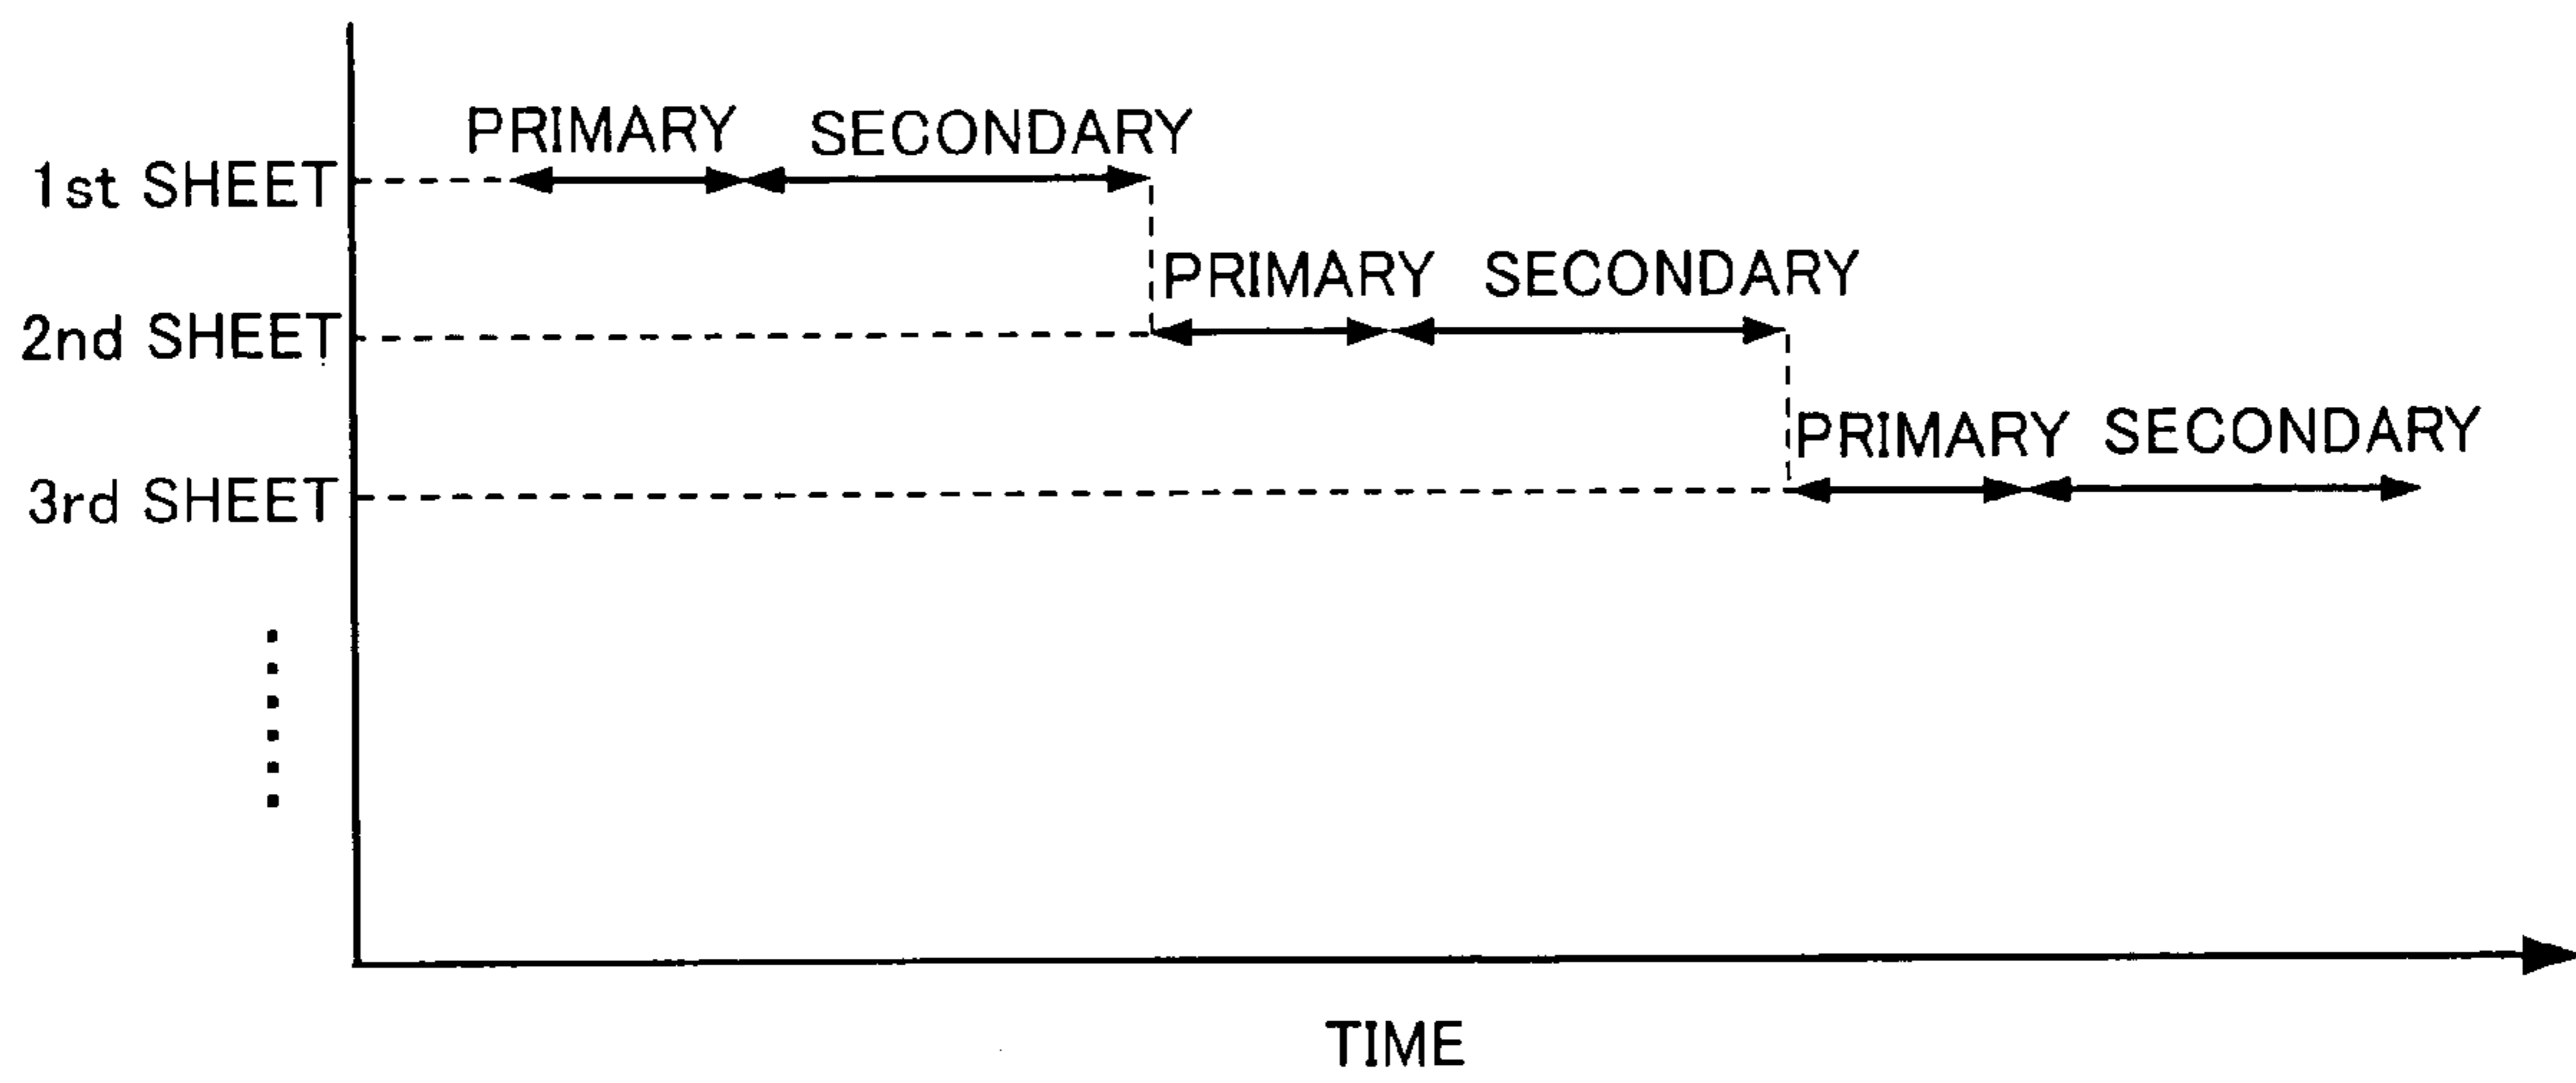 PRIMARY SECONDARY
1st SHEET
PRIMARY SECONDARY
2nd SHEET
PRIMARY SECONDARY
3rd SHEET
TIME